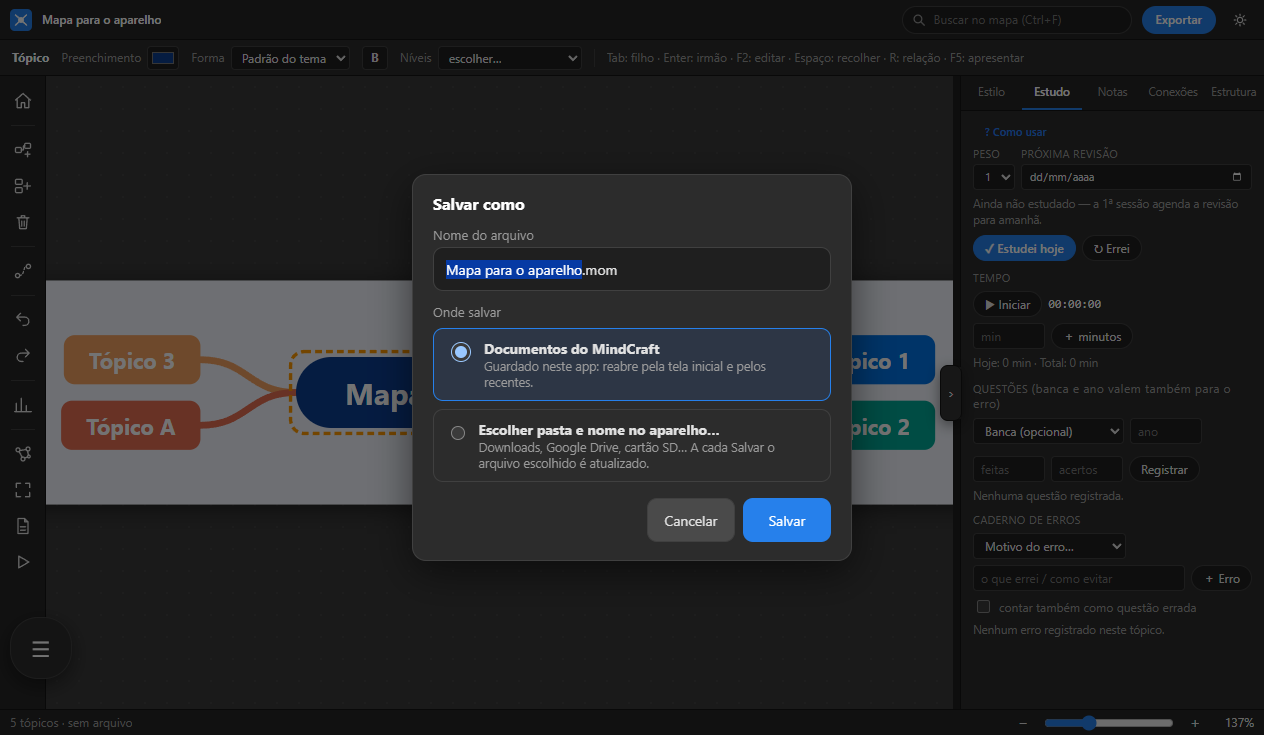 Mapa para o aparelho
Buscar no mapa (Ctrl+F)
Exportar
Tópico
Preenchimento
Forma
Padrão do tema
B
Níveis
escolher...
Tab: filho · Enter: irmão · F2: editar · Espaço: recolher · R: relação · F5: apresentar
Estilo
Estudo
Notas
Conexões
Estrutura
? Como usar
PESO
PRÓXIMA REVISÃO
1
dd/mm/aaaa
Ainda não estudado — a 1ª sessão agenda a revisão
para amanhã.
✓ Estudei hoje
↻ Errei
TEMPO
▶ Iniciar
00:00:00
min
+ minutos
Hoje: 0 min · Total: 0 min
QUESTÕES (banca e ano valem também para o
erro)
Banca (opcional)
ano
feitas
acertos
Registrar
Nenhuma questão registrada.
CADERNO DE ERROS
Motivo do erro...
o que errei / como evitar
+ Erro
contar também como questão errada
Nenhum erro registrado neste tópico.
Tópico 3
Tópico A
Mapa
pico 1
pico 2
Salvar como
Nome do arquivo
Mapa para o aparelho.mom
Onde salvar
Documentos do MindCraft
Guardado neste app: reabre pela tela inicial e pelos
recentes.
Escolher pasta e nome no aparelho...
Downloads, Google Drive, cartão SD... A cada Salvar o
arquivo escolhido é atualizado.
Cancelar
Salvar
5 tópicos · sem arquivo
137%